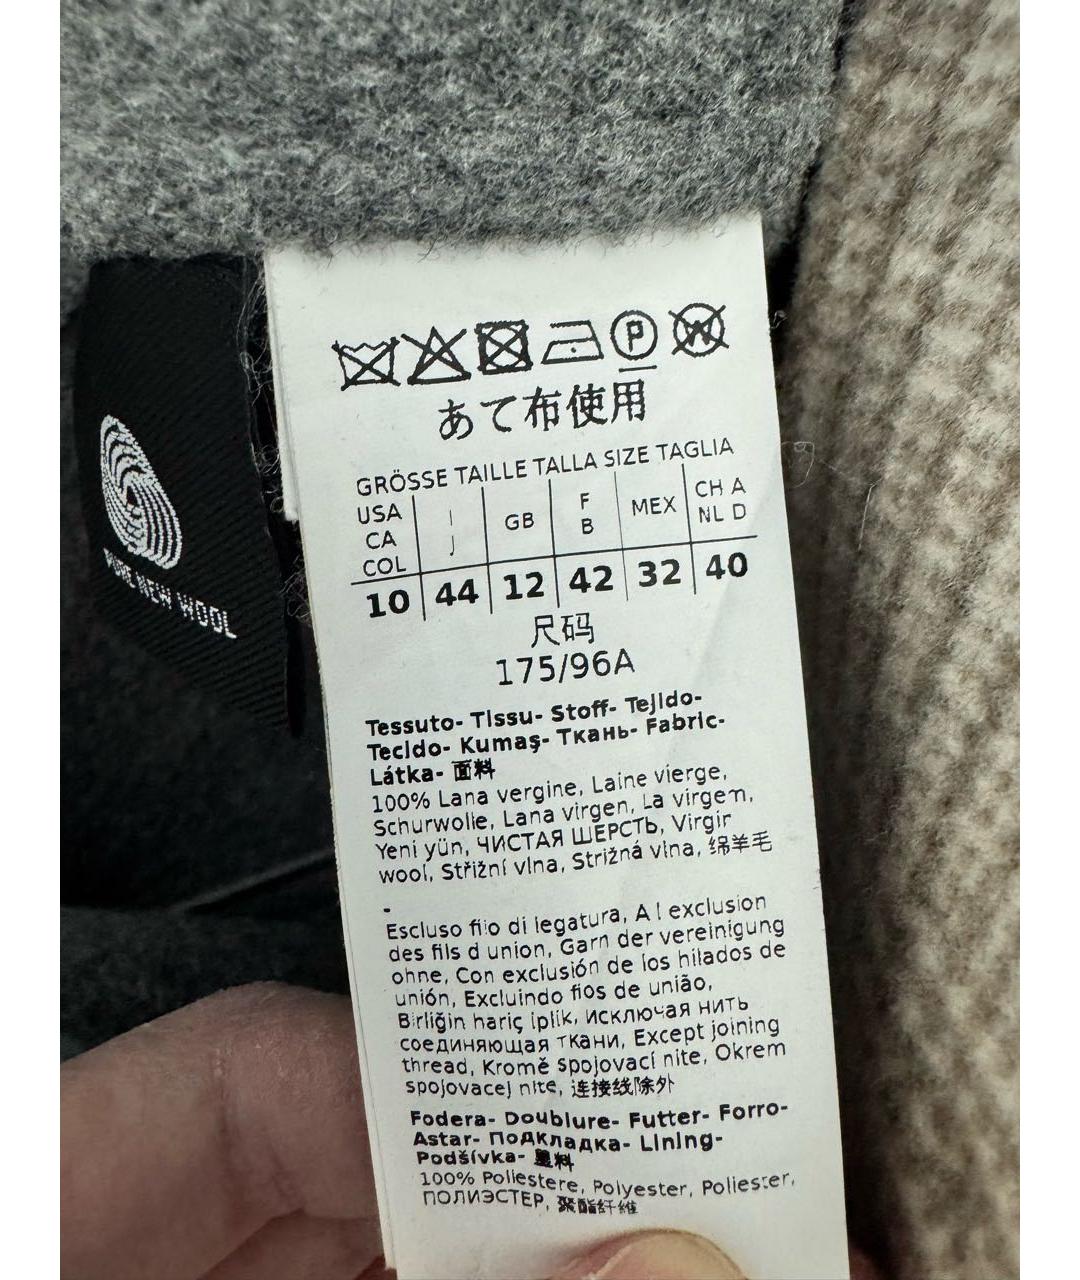 PURE NEW WOOL
P W
あて布使用
GRÖSSE TAILLE TALLA SIZE TAGLIA
USA CA COL | I J | GB | F B | MEX | CH A NL D
10 | 44 | 12 | 42 | 32 | 40
尺码
175/96A
Tessuto- Tissu- Stoff- Tejido-
Tecido- Kumaş- Ткань- Fabric-
Látka- 面料
100% Lana vergine, Laine vierge,
Schurwolle, Lana virgen, La virgem,
Yeni yün, ЧИСТАЯ ШЕРСТЬ, Virgin
wool, Střižní vlna, Strižná vlna, 绵羊毛
-
Escluso filo di legatura, A l exclusion
des fils d union, Garn der vereinigung
ohne, Con exclusión de los hilados de
unión, Excluindo fios de união,
Birliğin hariç iplik, исключая нить
соединяющая ткани, Except joining
thread, Kromě spojovací nite, Okrem
spojovacej nite, 连接线除外
Fodera- Doublure- Futter- Forro-
Astar- Подкладка- Lining-
Podšívka- 里料
100% Poliestere, Polyester, Poliester,
ПОЛИЭСТЕР, 聚酯纤维